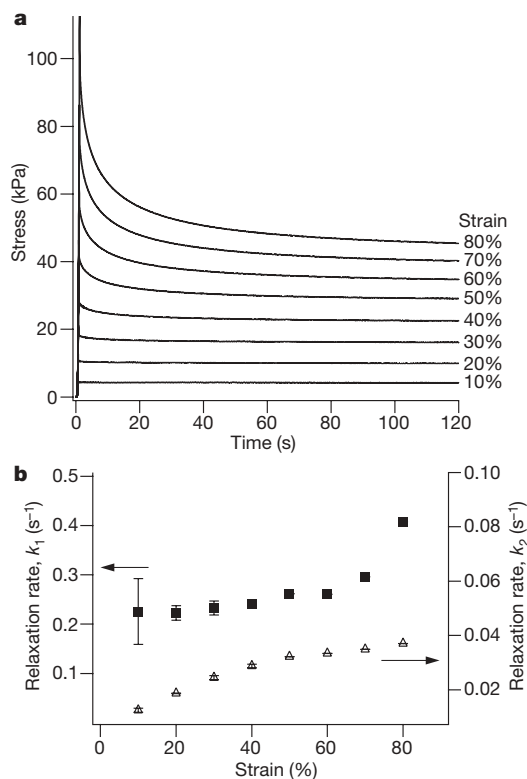 a
100
80
60
40
20
0
Stress (kPa)
Strain
80%
70%
60%
50%
40%
30%
20%
10%
0 20 40 60 80 100 120
Time (s)
b
0.5
0.4
0.3
0.2
0.1
Relaxation rate, k₁ (s⁻¹)
0.10
0.08
0.06
0.04
0.02
Relaxation rate, k₂ (s⁻¹)
0 20 40 60 80
Strain (%)